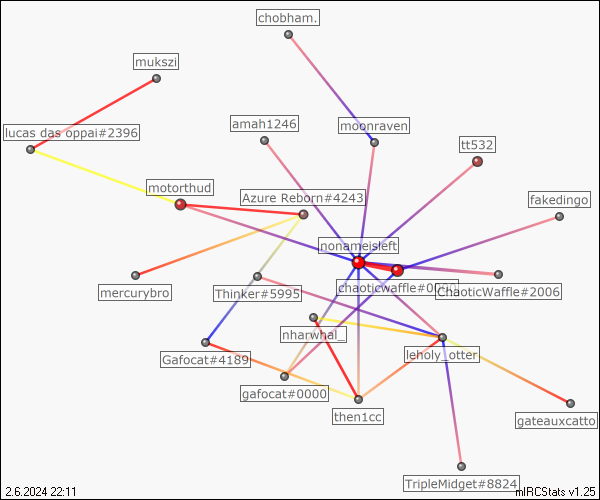 chobham.
mukszi
amah1246
moonraven
lucas das oppai#2396
tt532
motorthud
Azure Reborn#4243
fakedingo
nonameisleft
mercurybro
Thinker#5995
chaoticwaffle#0
ChaoticWaffle#2006
nharwhal_
Gafocat#4189
leholy_otter
gafocat#0000
then1cc
gateauxcatto
TripleMidget#8824
2.6.2024 22:11
mIRCStats v1.25